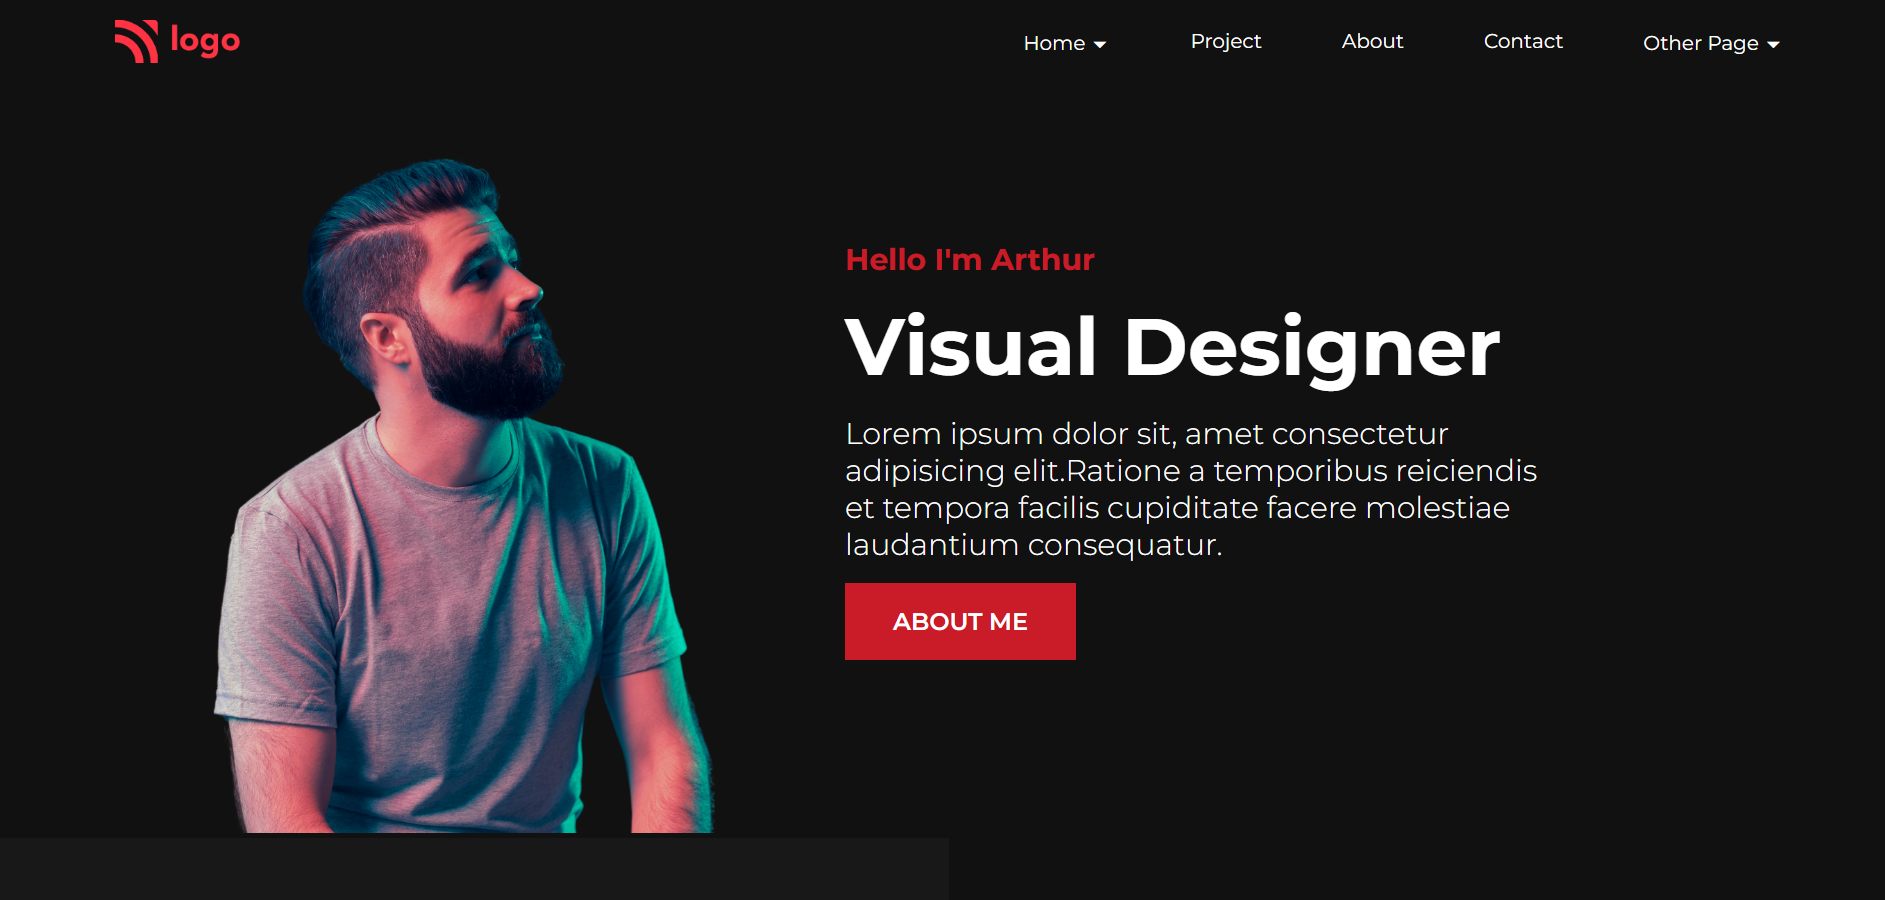 logo
Home
Project
About
Contact
Other Page
Hello I'm Arthur
Visual Designer
Lorem ipsum dolor sit, amet consectetur
adipisicing elit.Ratione a temporibus reiciendis
et tempora facilis cupiditate facere molestiae
laudantium consequatur.
ABOUT ME